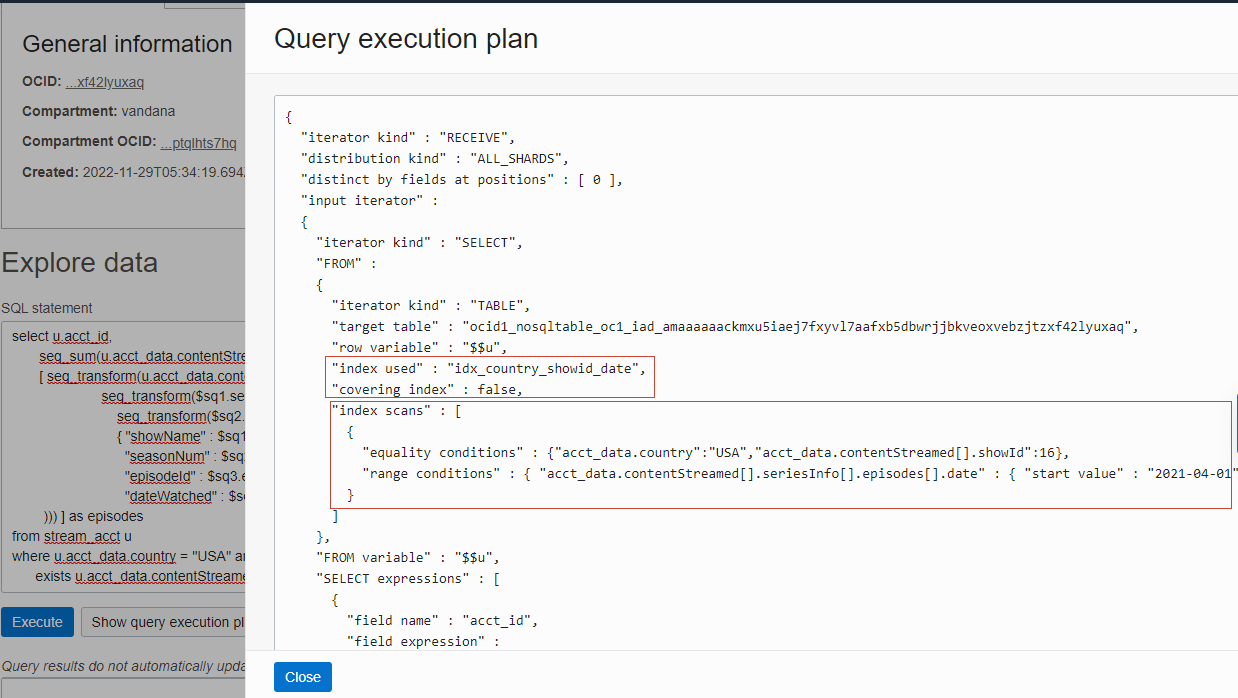 General information
OCID: ...xf42lyuxaq
Compartment: vandana
Compartment OCID: ...ptqlhts7hq
Created: 2022-11-29T05:34:19.694
Explore data
SQL statement
select u.acct_id,
seq_sum(u.acct_data.contentStre
[ seq_transform(u.acct_data.cont
seq_transform($sq1.se
seq_transform($sq2.
{ "showName" : $sq1
"seasonNum" : $sq
"episodeId" : $sq3.e
"dateWatched" : $s
))) ] as episodes
from stream_acct u
where u.acct_data.country = "USA" an
exists u.acct_data.contentStreame
Execute
Show query execution pl
Query results do not automatically upda
Query execution plan
{
"iterator kind" : "RECEIVE",
"distribution kind" : "ALL_SHARDS",
"distinct by fields at positions" : [ 0 ],
"input iterator" :
{
"iterator kind" : "SELECT",
"FROM" :
{
"iterator kind" : "TABLE",
"target table" : "ocid1_nosqltable_oc1_iad_amaaaaaackmxu5iaej7fxyvl7aafxb5dbwrjjbkveoxvebzjtzxf42lyuxaq",
"row variable" : "$$u",
"index used" : "idx_country_showid_date",
"covering index" : false,
"index scans" : [
{
"equality conditions" : {"acct_data.country":"USA","acct_data.contentStreamed[].showId":16},
"range conditions" : { "acct_data.contentStreamed[].seriesInfo[].episodes[].date" : { "start value" : "2021-04-01"
}
]
},
"FROM variable" : "$$u",
"SELECT expressions" : [
{
"field name" : "acct_id",
"field expression" :
Close